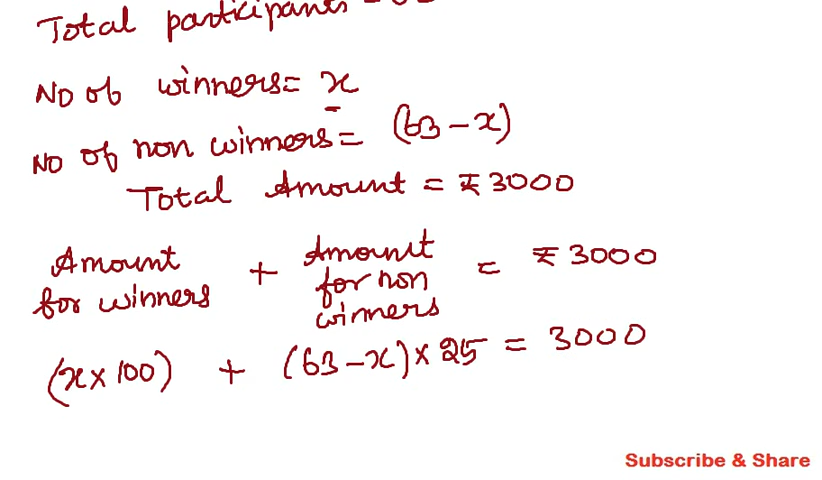 Total participants =
No of winners = x
No of non winners = (63 - x)
Total Amount = ₹3000
Amount for winners + Amount for non winners = ₹3000
(x × 100) + (63 - x) × 25 = 3000
Subscribe & Share